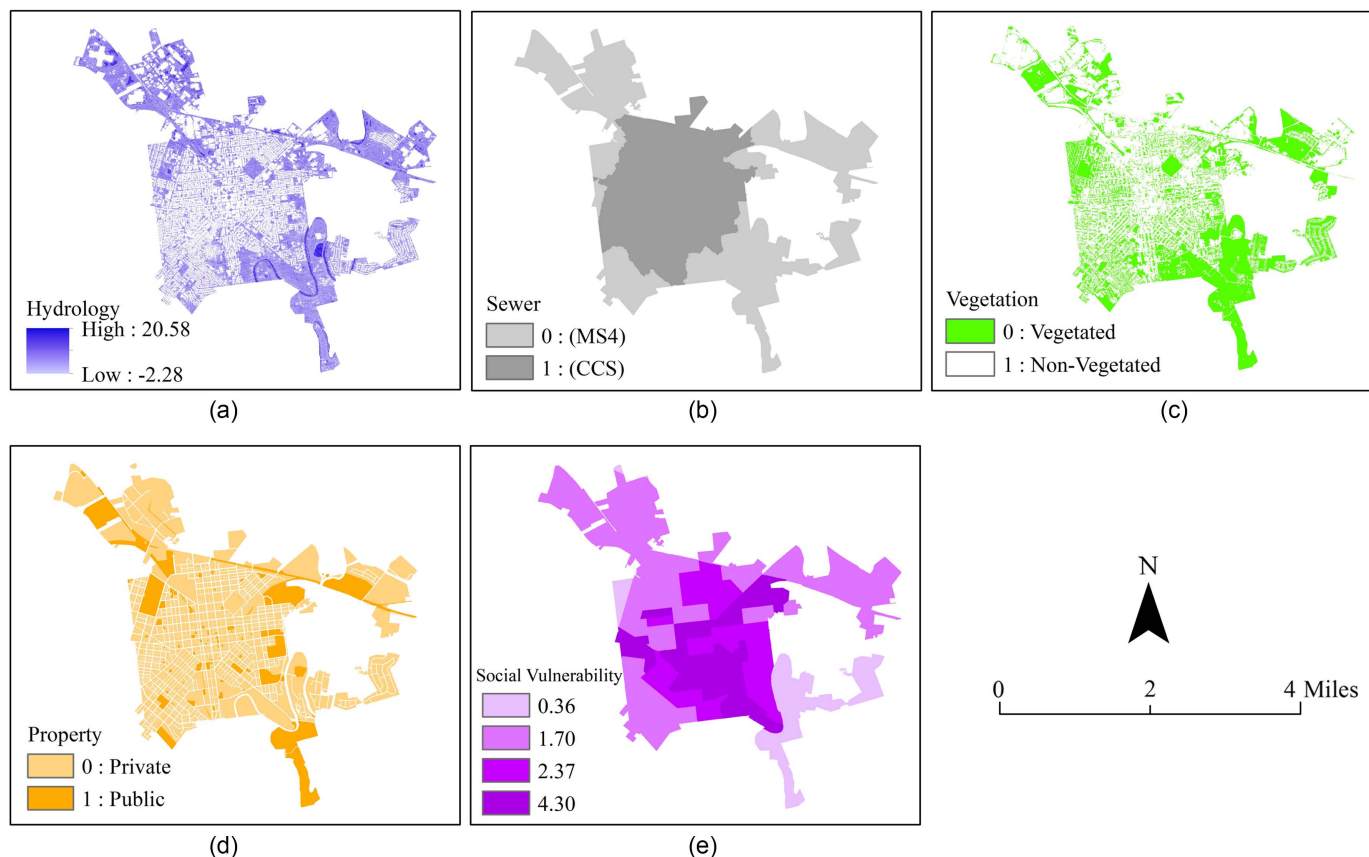 Hydrology
High : 20.58
Low : -2.28
(a)
Sewer
0 : (MS4)
1 : (CCS)
(b)
Vegetation
0 : Vegetated
1 : Non-Vegetated
(c)
Property
0 : Private
1 : Public
(d)
Social Vulnerability
0.36
1.70
2.37
4.30
(e)
N
0 2 4 Miles